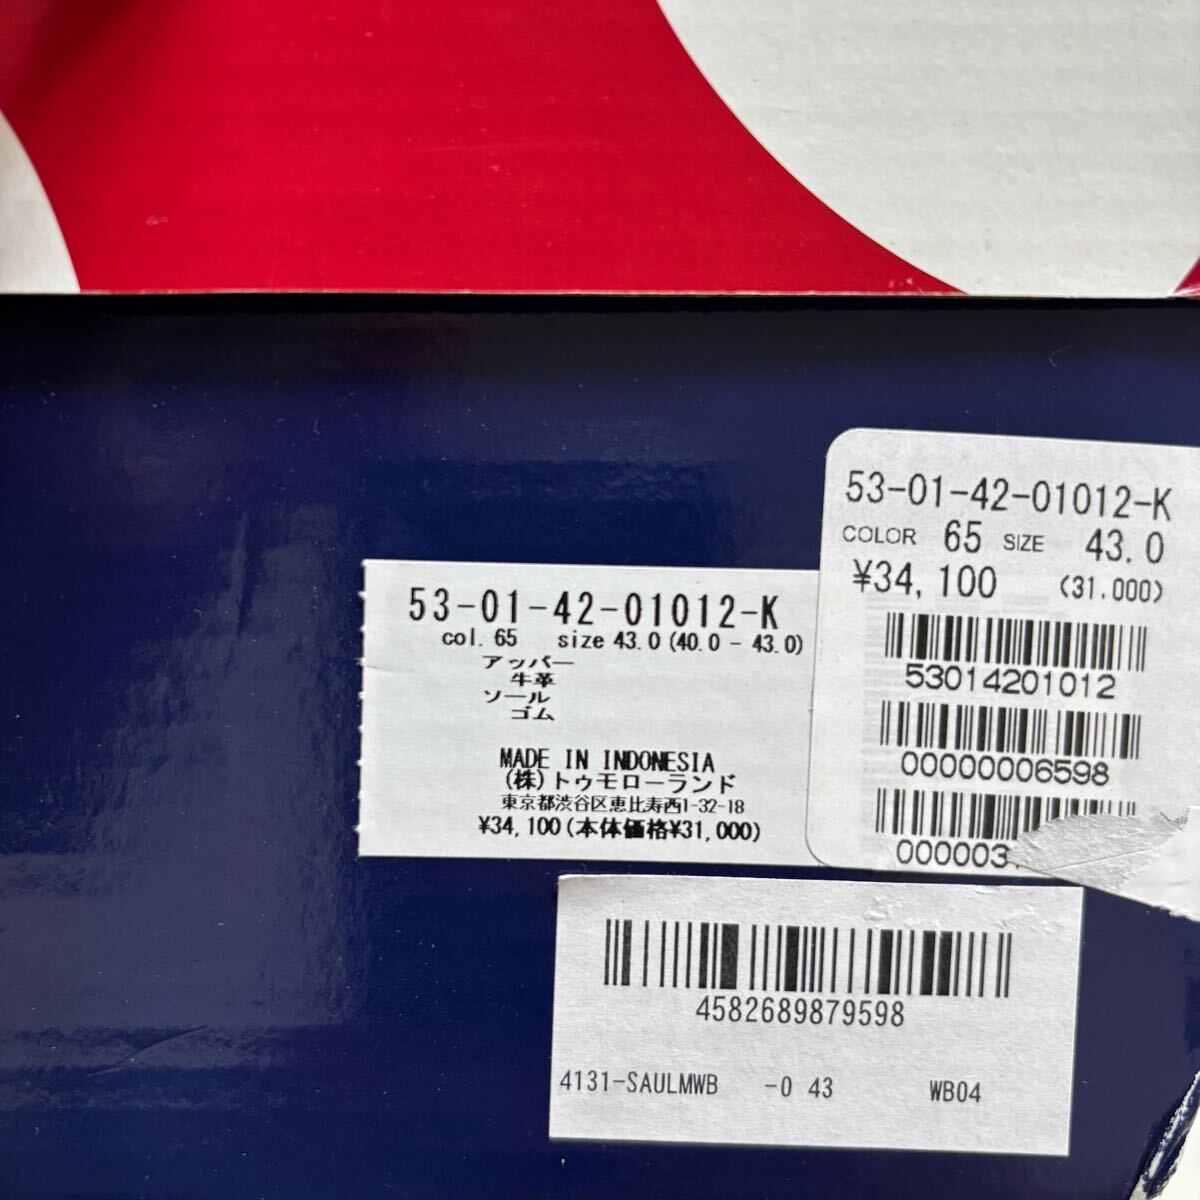 53-01-42-01012-K
COLOR 65 SIZE 43.0
¥34,100 (31,000)
53014201012
00000006598
000003
53-01-42-01012-K
col. 65 size 43.0 (40.0 - 43.0)
アッパー
牛革
ソール
ゴム
MADE IN INDONESIA
(株)トゥモローランド
東京都渋谷区恵比寿西1-32-18
¥34,100(本体価格¥31,000)
4582689879598
4131-SAULMWB -0 43 WB04